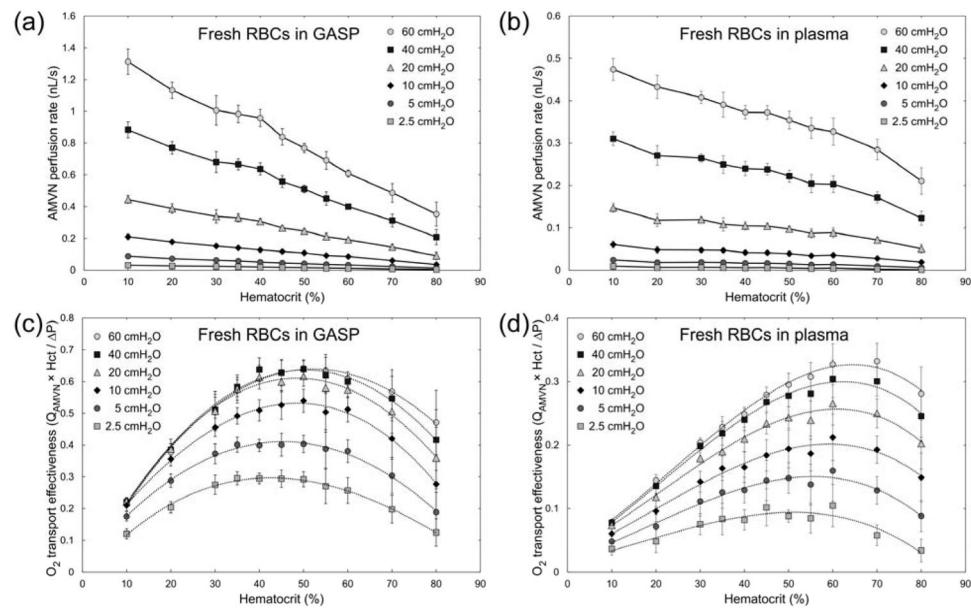 (a)
Fresh RBCs in GASP
60 cmH2O
40 cmH2O
20 cmH2O
10 cmH2O
5 cmH2O
2.5 cmH2O
AMVN perfusion rate (nL/s)
1.6
1.4
1.2
1
0.8
0.6
0.4
0.2
0
0 10 20 30 40 50 60 70 80 90
Hematocrit (%)
(b)
Fresh RBCs in plasma
60 cmH2O
40 cmH2O
20 cmH2O
10 cmH2O
5 cmH2O
2.5 cmH2O
AMVN perfusion rate (nL/s)
0.6
0.5
0.4
0.3
0.2
0.1
0
0 10 20 30 40 50 60 70 80 90
Hematocrit (%)
(c)
Fresh RBCs in GASP
60 cmH2O
40 cmH2O
20 cmH2O
10 cmH2O
5 cmH2O
2.5 cmH2O
O2 transport effectiveness (QAMVN × Hct / ΔP)
0.8
0.7
0.6
0.5
0.4
0.3
0.2
0.1
0.0
0 10 20 30 40 50 60 70 80 90
Hematocrit (%)
(d)
Fresh RBCs in plasma
60 cmH2O
40 cmH2O
20 cmH2O
10 cmH2O
5 cmH2O
2.5 cmH2O
O2 transport effectiveness (QAMVN × Hct / ΔP)
0.4
0.3
0.2
0.1
0
0 10 20 30 40 50 60 70 80 90
Hematocrit (%)